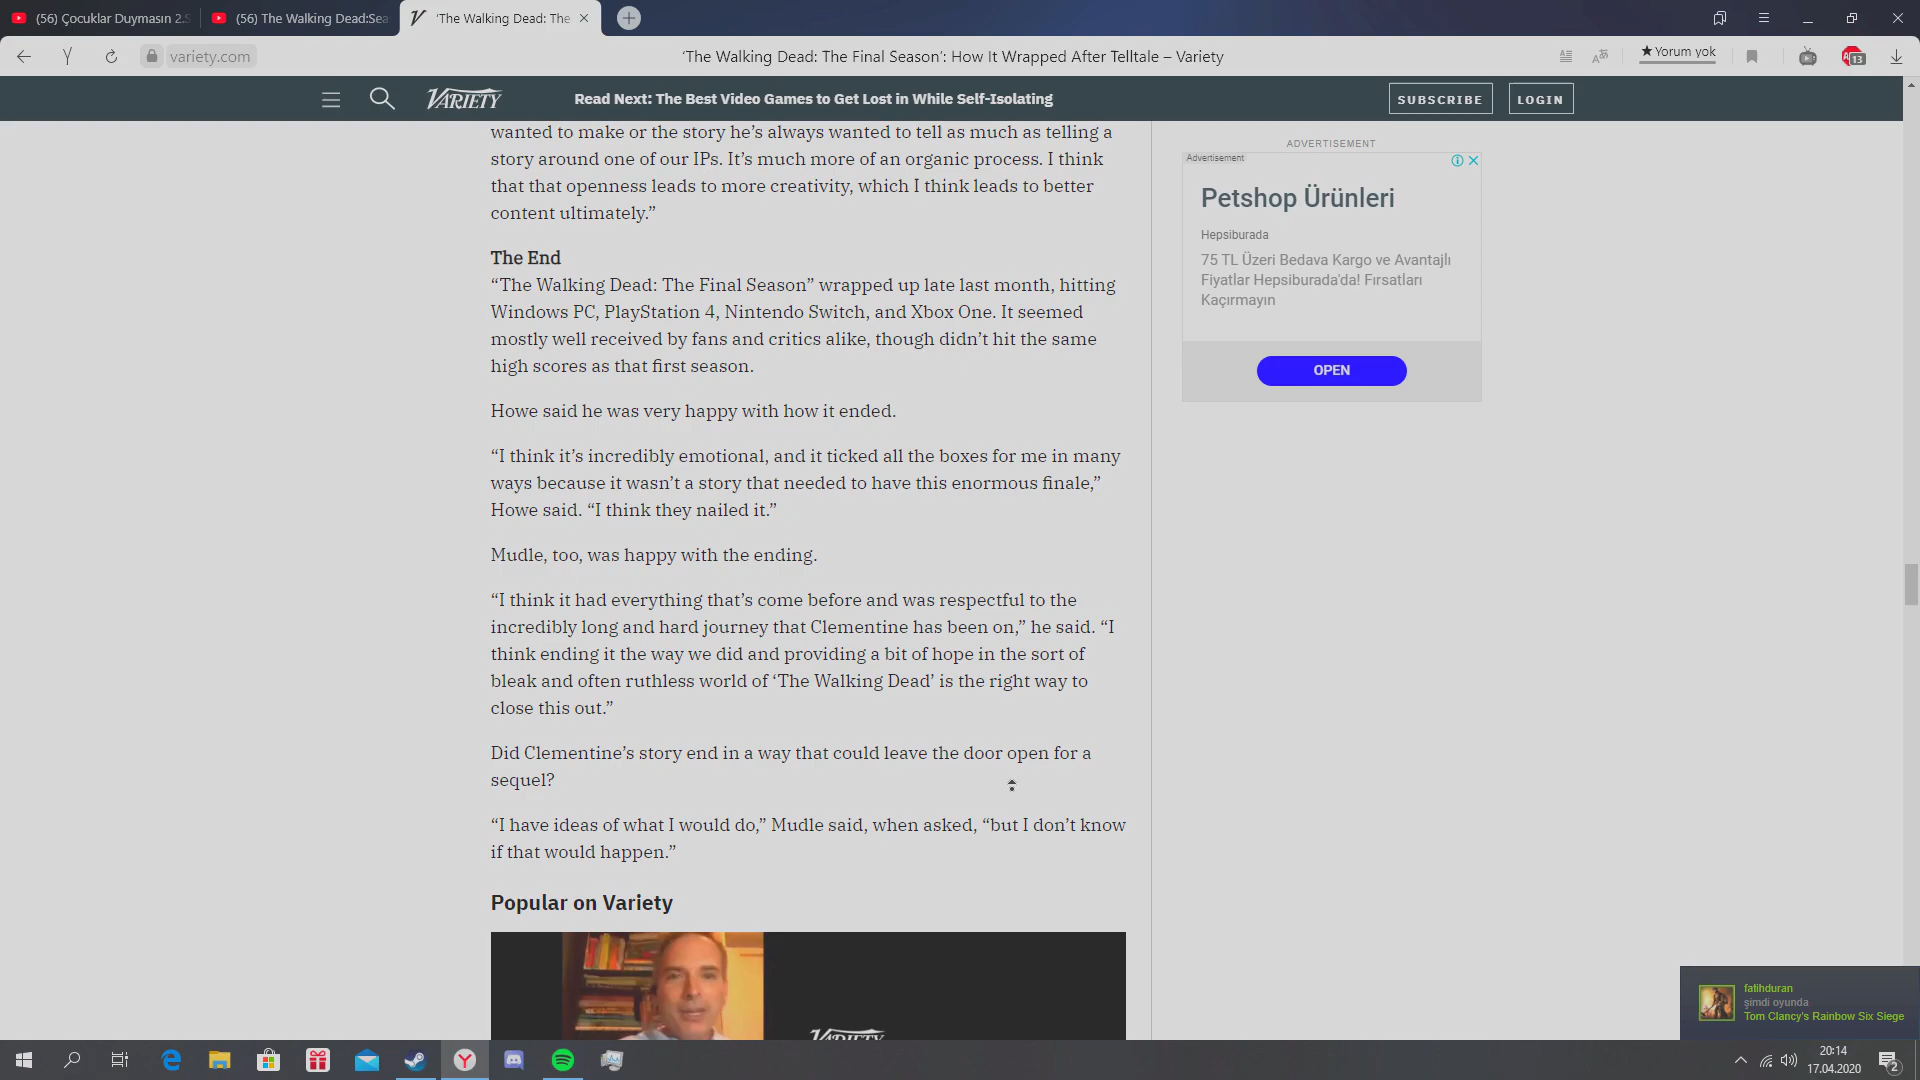 (56) Çocuklar Duymasın 2.S
(56) The Walking Dead:Sea
'The Walking Dead: The
variety.com
‘The Walking Dead: The Final Season’: How It Wrapped After Telltale – Variety
★Yorum yok
13
VARIETY
Read Next: The Best Video Games to Get Lost in While Self-Isolating
SUBSCRIBE
LOGIN
wanted to make or the story he’s always wanted to tell as much as telling a
story around one of our IPs. It’s much more of an organic process. I think
that that openness leads to more creativity, which I think leads to better
content ultimately.”
The End
“The Walking Dead: The Final Season” wrapped up late last month, hitting
Windows PC, PlayStation 4, Nintendo Switch, and Xbox One. It seemed
mostly well received by fans and critics alike, though didn’t hit the same
high scores as that first season.
Howe said he was very happy with how it ended.
“I think it’s incredibly emotional, and it ticked all the boxes for me in many
ways because it wasn’t a story that needed to have this enormous finale,”
Howe said. “I think they nailed it.”
Mudle, too, was happy with the ending.
“I think it had everything that’s come before and was respectful to the
incredibly long and hard journey that Clementine has been on,” he said. “I
think ending it the way we did and providing a bit of hope in the sort of
bleak and often ruthless world of ‘The Walking Dead’ is the right way to
close this out.”
Did Clementine’s story end in a way that could leave the door open for a
sequel?
“I have ideas of what I would do,” Mudle said, when asked, “but I don’t know
if that would happen.”
Popular on Variety
VARIETY
ADVERTISEMENT
Advertisement
Petshop Ürünleri
Hepsiburada
75 TL Üzeri Bedava Kargo ve Avantajlı
Fiyatlar Hepsiburada'da! Fırsatları
Kaçırmayın
OPEN
fatihduran
şimdi oyunda
Tom Clancy's Rainbow Six Siege
20:14
17.04.2020
2